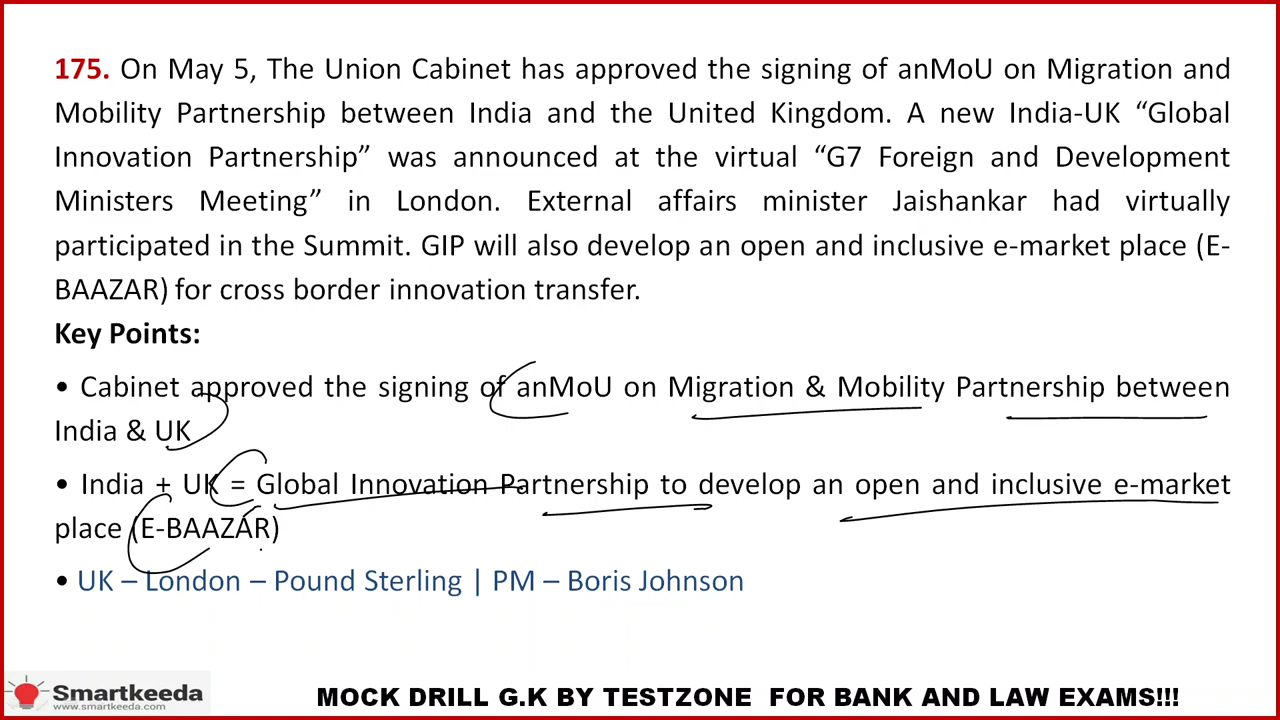 175. On May 5, The Union Cabinet has approved the signing of anMoU on Migration and
Mobility Partnership between India and the United Kingdom. A new India-UK “Global
Innovation Partnership” was announced at the virtual “G7 Foreign and Development
Ministers Meeting” in London. External affairs minister Jaishankar had virtually
participated in the Summit. GIP will also develop an open and inclusive e-market place (E-
BAAZAR) for cross border innovation transfer.
Key Points:
• Cabinet approved the signing of anMoU on Migration & Mobility Partnership between
India & UK
• India + UK = Global Innovation Partnership to develop an open and inclusive e-market
place (E-BAAZAR)
• UK – London – Pound Sterling | PM – Boris Johnson
Smartkeeda
www.smartkeeda.com
MOCK DRILL G.K BY TESTZONE FOR BANK AND LAW EXAMS!!!